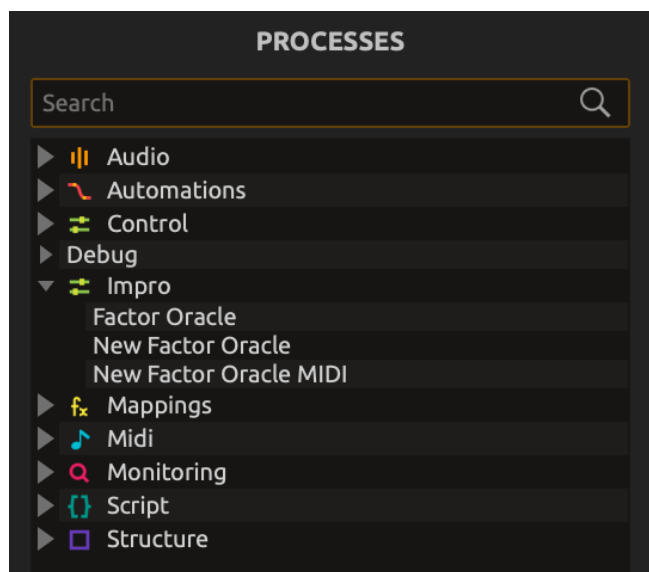 PROCESSES
Search
Audio
Automations
Control
Debug
Impro
Factor Oracle
New Factor Oracle
New Factor Oracle MIDI
Mappings
Midi
Monitoring
Script
Structure